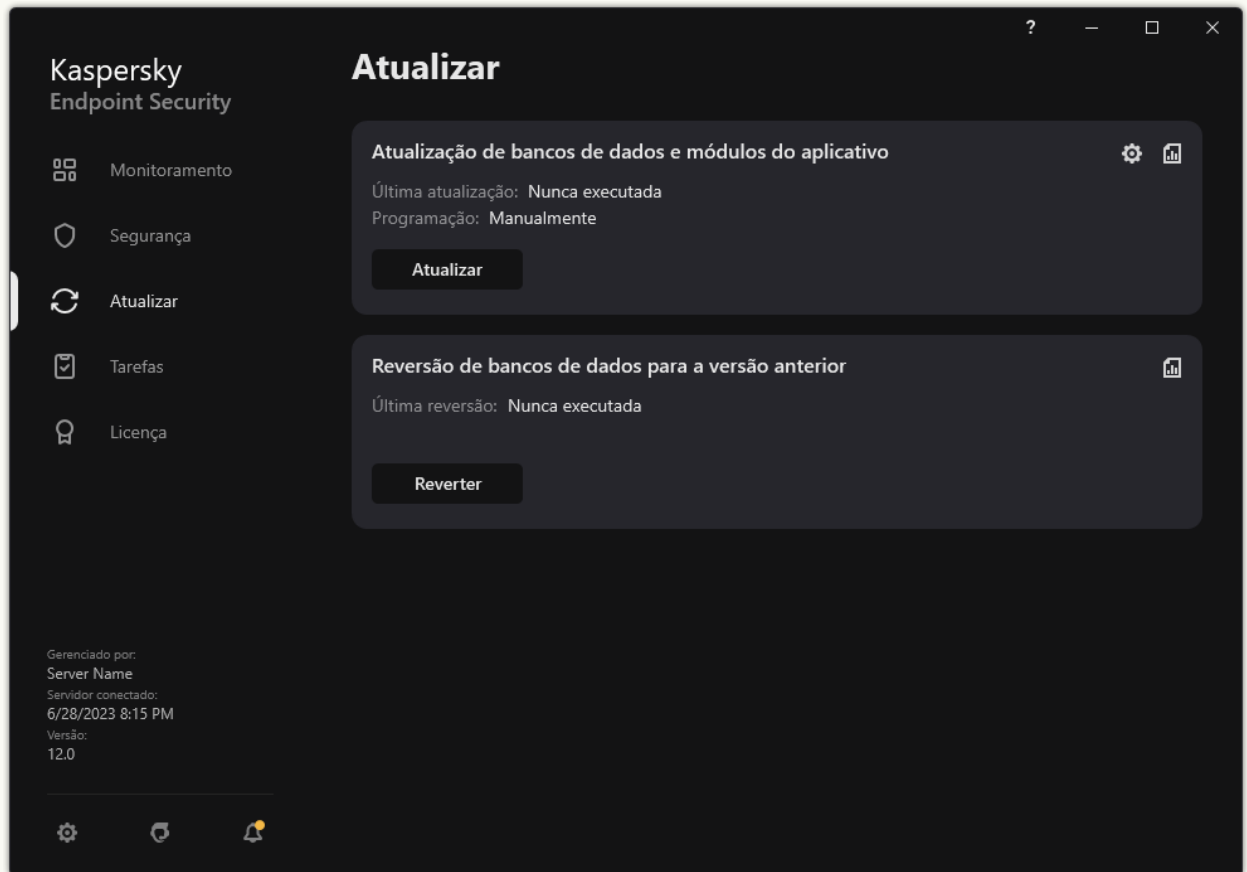 ?
Kaspersky
Endpoint Security
Monitoramento
Segurança
Atualizar
Tarefas
Licença
Gerenciado por:
Server Name
Servidor conectado:
6/28/2023 8:15 PM
Versão:
12.0
Atualizar
Atualização de bancos de dados e módulos do aplicativo
Última atualização: Nunca executada
Programação: Manualmente
Atualizar
Reversão de bancos de dados para a versão anterior
Última reversão: Nunca executada
Reverter